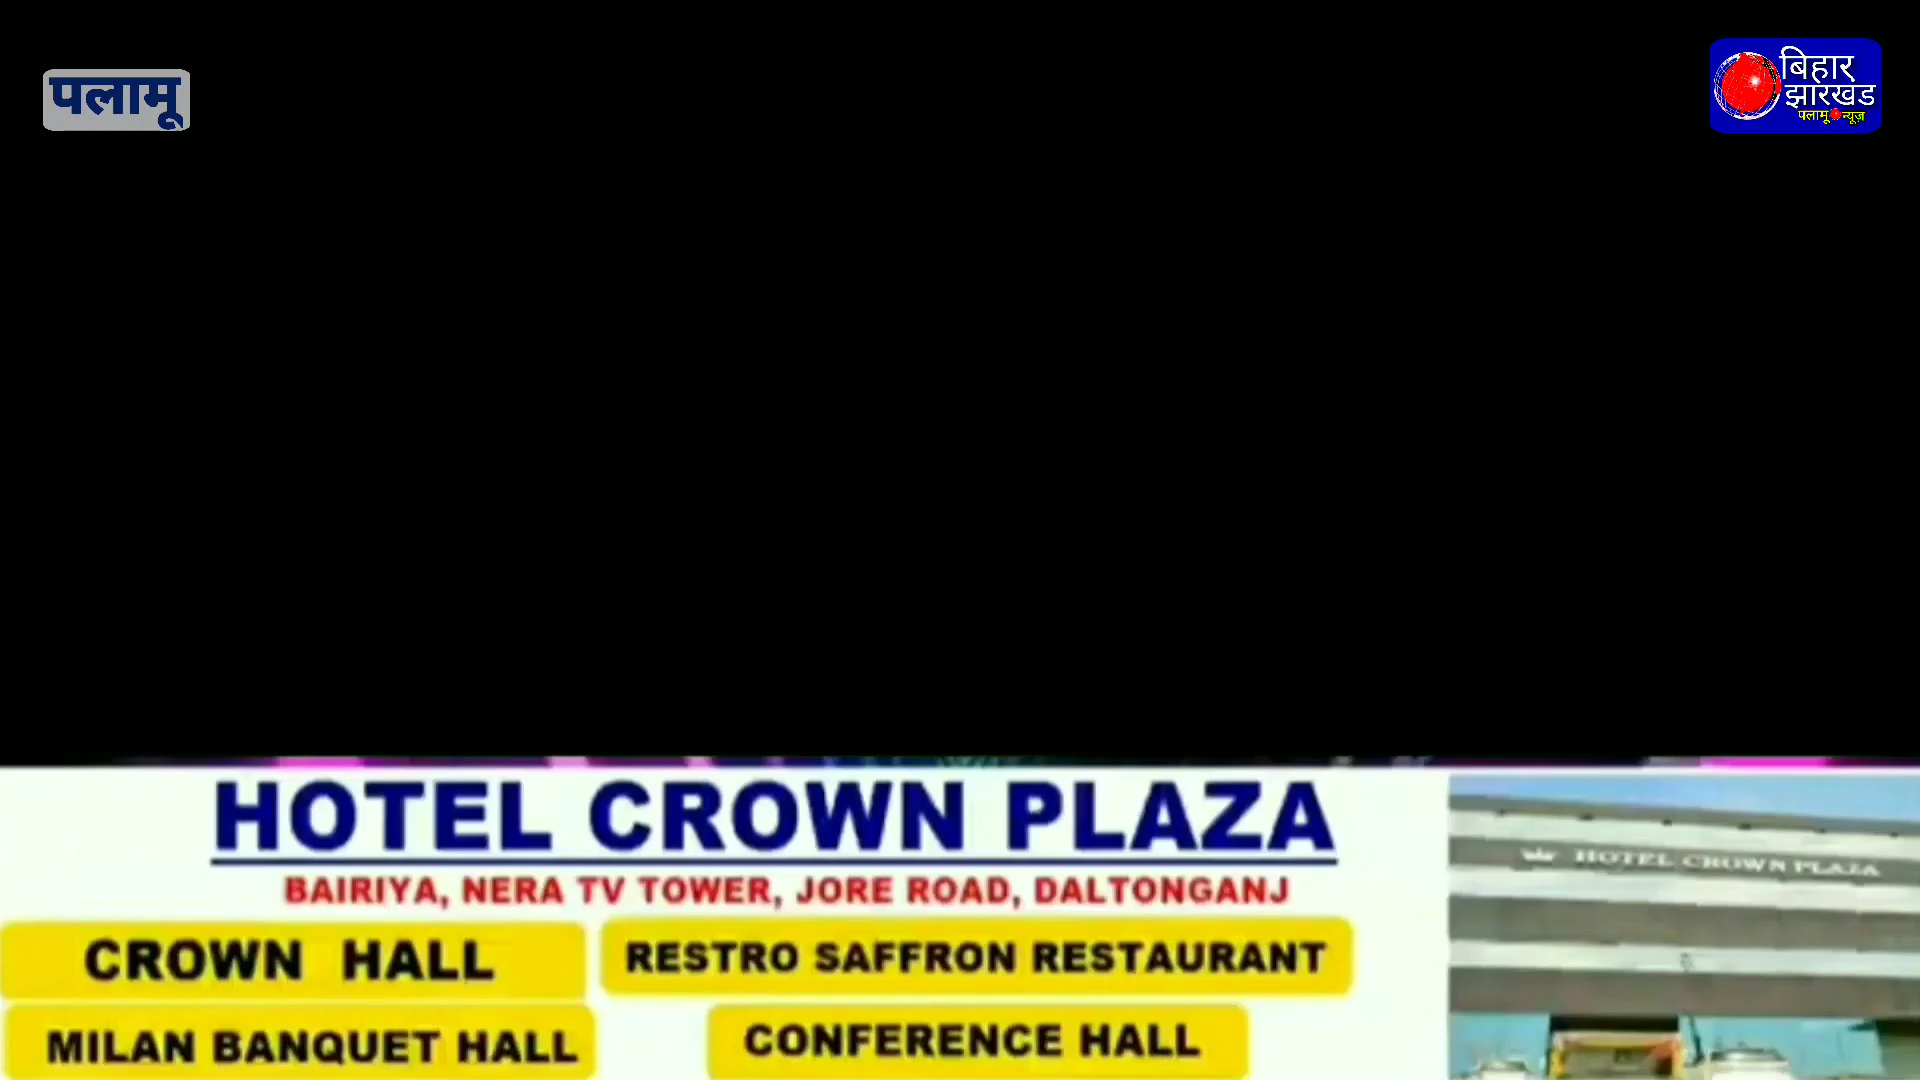 पलामू
बिहार
झारखंड
पलामू न्यूज़
HOTEL CROWN PLAZA
BAIRIYA, NERA TV TOWER, JORE ROAD, DALTONGANJ
CROWN HALL
RESTRO SAFFRON RESTAURANT
MILAN BANQUET HALL
CONFERENCE HALL
HOTEL CROWN PLAZA